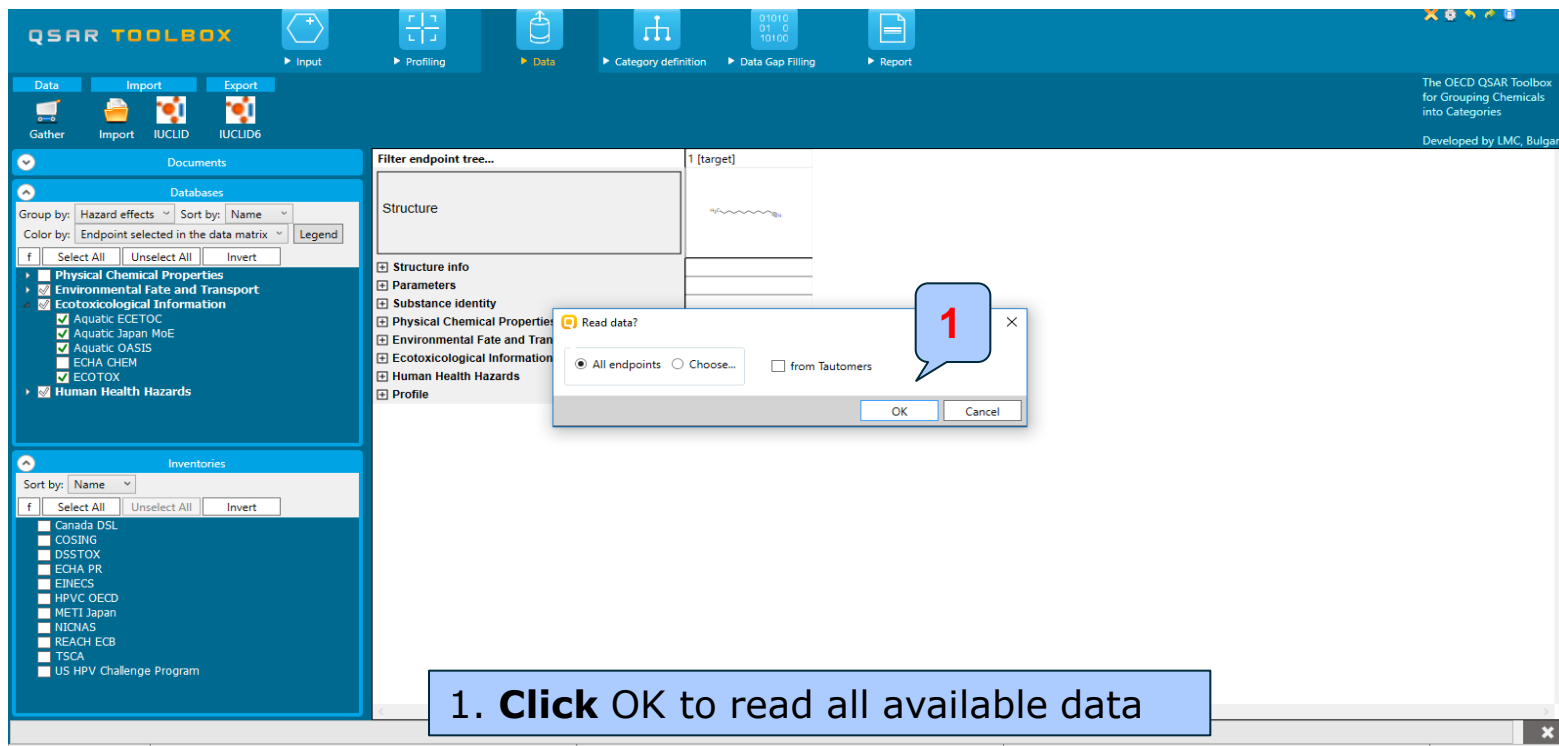 QSAR TOOLBOX
Input
Profiling
Data
Category definition
01010
01 0
10100
Data Gap Filling
Report
Data
Import
Export
Gather
Import
IUCLID
IUCLID6
The OECD QSAR Toolbox
for Grouping Chemicals
into Categories
Developed by LMC, Bulgar
Documents
Databases
Group by: Hazard effects Sort by: Name
Color by: Endpoint selected in the data matrix Legend
f Select All Unselect All Invert
Physical Chemical Properties
Environmental Fate and Transport
Ecotoxicological Information
Aquatic ECETOC
Aquatic Japan MoE
Aquatic OASIS
ECHA CHEM
ECOTOX
Human Health Hazards
Inventories
Sort by: Name
f Select All Unselect All Invert
Canada DSL
COSING
DSSTOX
ECHA PR
EINECS
HPVC OECD
METI Japan
NICNAS
REACH ECB
TSCA
US HPV Challenge Program
Filter endpoint tree...
1 [target]
Structure
Structure info
Parameters
Substance identity
Physical Chemical Propertie
Environmental Fate and Tran
Ecotoxicological Information
Human Health Hazards
Profile
Read data?
All endpoints Choose... from Tautomers
OK Cancel
1
1. Click OK to read all available data